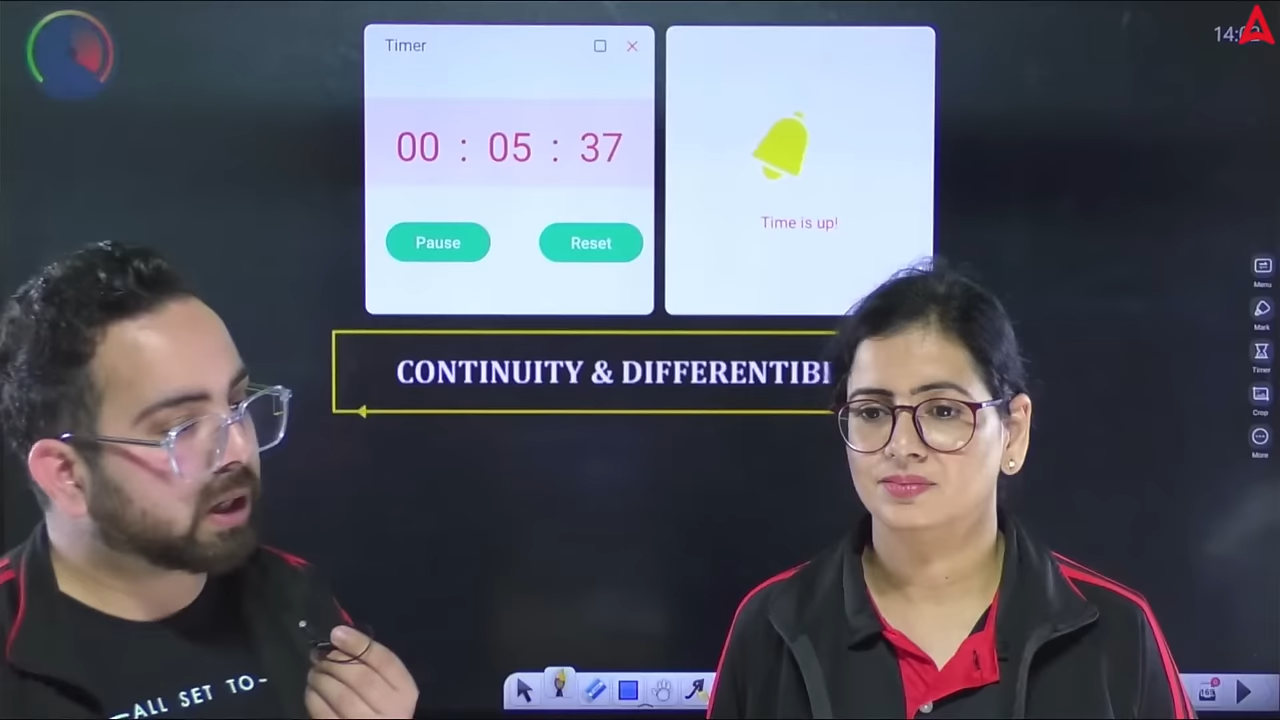 Timer
00 : 05 : 37
Pause
Reset
Time is up!
CONTINUITY & DIFFERENTIBI
Menu
Mark
Timer
Crop
More
ALL SET TO-